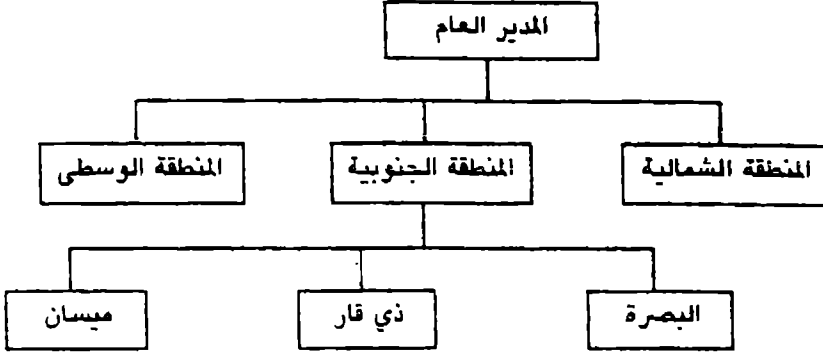 المدير العام
المنطقة الشمالية
المنطقة الجنوبية
المنطقة الوسطى
البصرة
ذي قار
ميسان